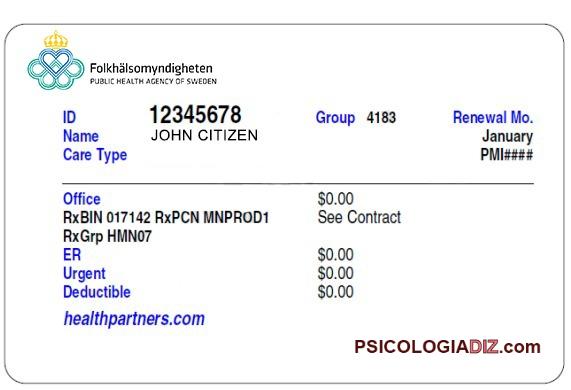 Folkhälsomyndigheten
PUBLIC HEALTH AGENCY OF SWEDEN
ID 12345678 Group 4183 Renewal Mo.
Name JOHN CITIZEN January
Care Type PMI####
Office $0.00
RxBIN 017142 RxPCN MNPROD1 See Contract
RxGrp HMN07
ER $0.00
Urgent $0.00
Deductible $0.00
healthpartners.com
PSICOLOGIADIZ.com